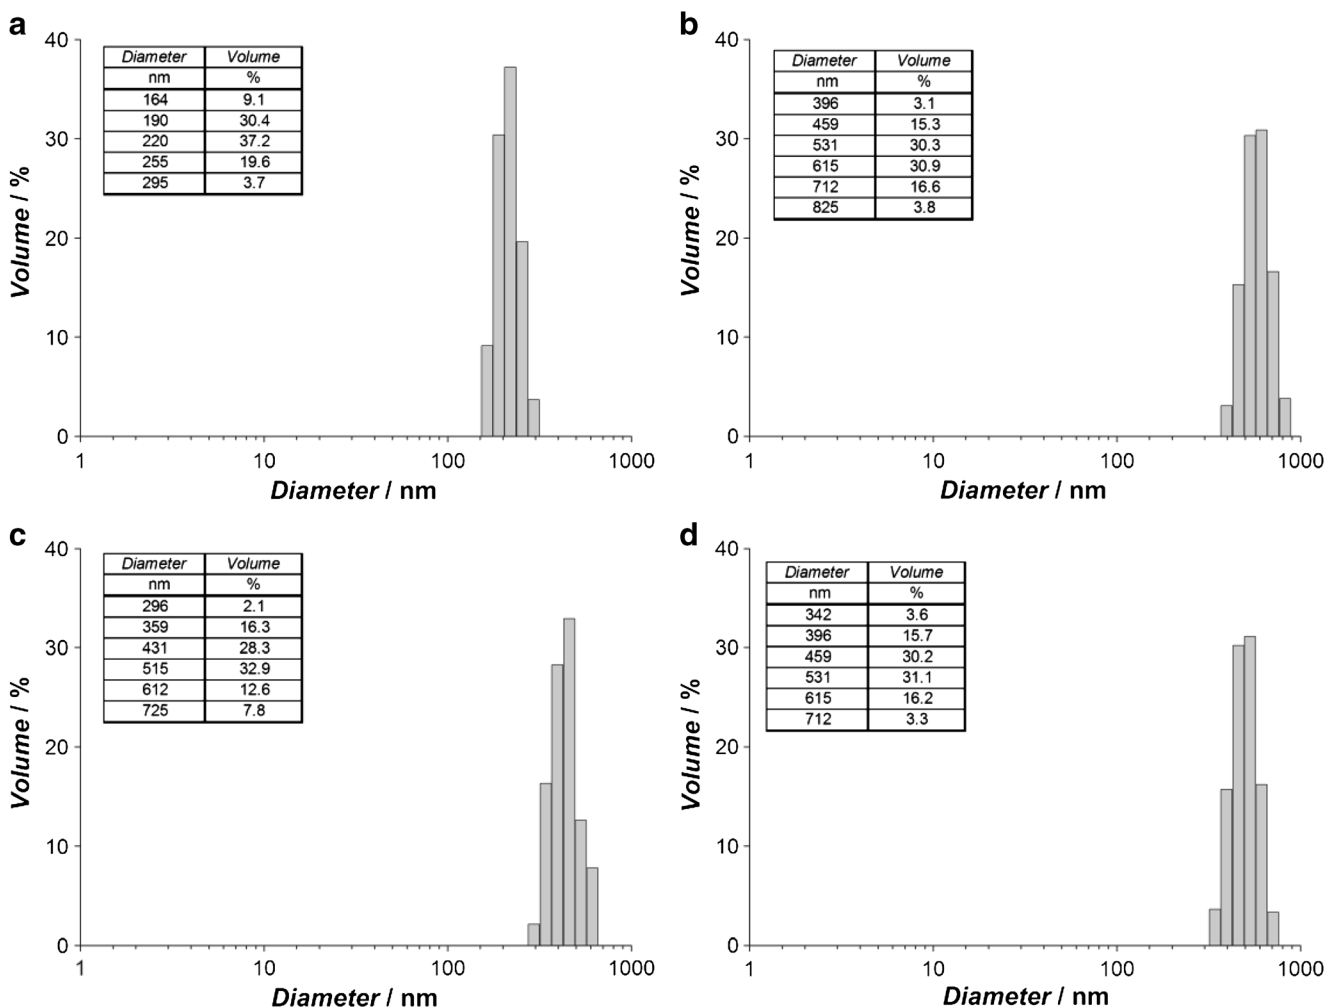 a
40
30
20
10
0
Volume / %
Diameter Volume
nm %
164 9.1
190 30.4
220 37.2
255 19.6
295 3.7
1 10 100 1000
Diameter / nm
b
40
30
20
10
0
Volume / %
Diameter Volume
nm %
396 3.1
459 15.3
531 30.3
615 30.9
712 16.6
825 3.8
1 10 100 1000
Diameter / nm
c
40
30
20
10
0
Volume / %
Diameter Volume
nm %
296 2.1
359 16.3
431 28.3
515 32.9
612 12.6
725 7.8
1 10 100 1000
Diameter / nm
d
40
30
20
10
0
Volume / %
Diameter Volume
nm %
342 3.6
396 15.7
459 30.2
531 31.1
615 16.2
712 3.3
1 10 100 1000
Diameter / nm